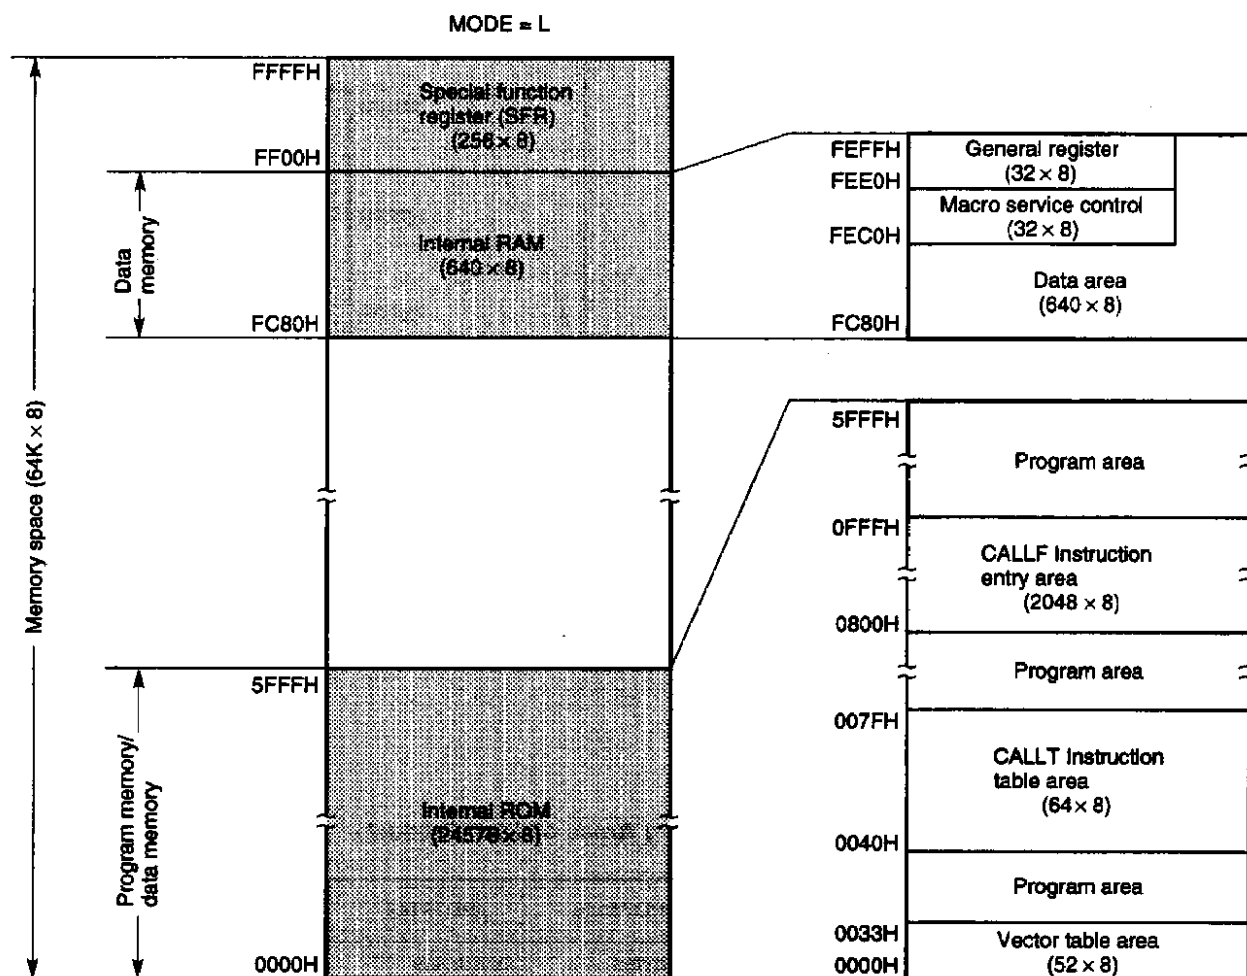 MODE = L
FFFFH
Special function
register (SFR)
(256 × 8)
FF00H
Data
memory
Internal RAM
(640 × 8)
FC80H
Memory space (64K × 8)
5FFFH
Program memory/
data memory
Internal ROM
(24576 × 8)
0000H
FEFFH
General register
(32 × 8)
FEE0H
Macro service control
(32 × 8)
FEC0H
Data area
(640 × 8)
FC80H
5FFFH
Program area
0FFFH
CALLF Instruction
entry area
(2048 × 8)
0800H
Program area
007FH
CALLT Instruction
table area
(64 × 8)
0040H
Program area
0033H
Vector table area
(52 × 8)
0000H